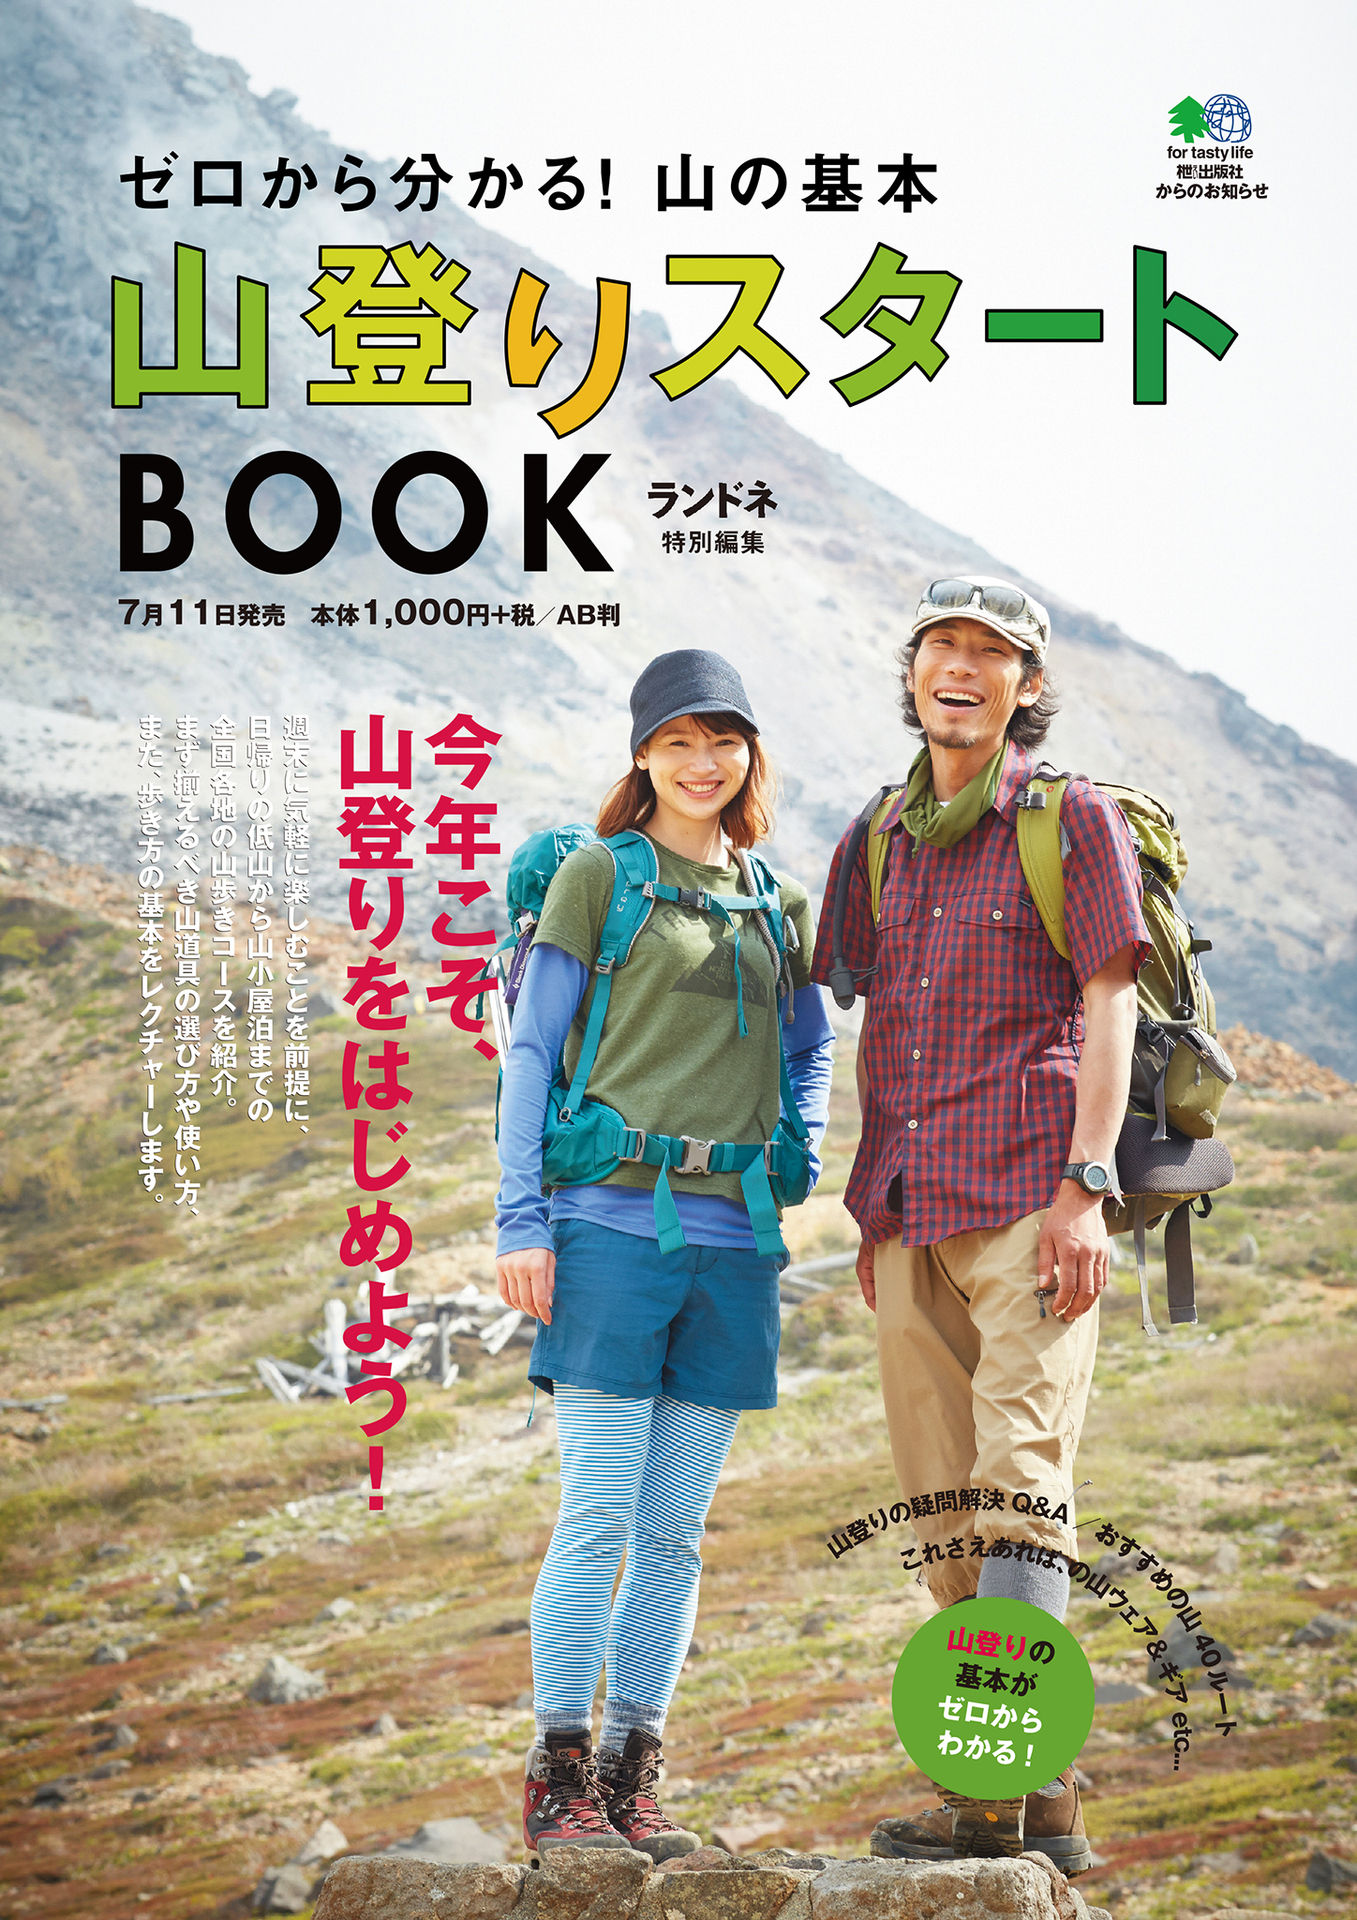 for tasty life
枻出版社
からのお知らせ
ゼロから分かる! 山の基本
山登りスタート
BOOK
ランドネ
特別編集
7月11日発売 本体1,000円+税/AB判
今年こそ、
山登りをはじめよう!
週末に気軽に楽しむことを前提に、
日帰りの低山から山小屋泊までの
全国各地の山歩きコースを紹介。
まず揃えるべき山道具の選び方や使い方、
また、歩き方の基本をレクチャーします。
山登りの疑問解決 Q&A/おすすめの山40ルート
これさえあれば、の山ウェア&ギア etc...
山登りの
基本が
ゼロから
わかる!